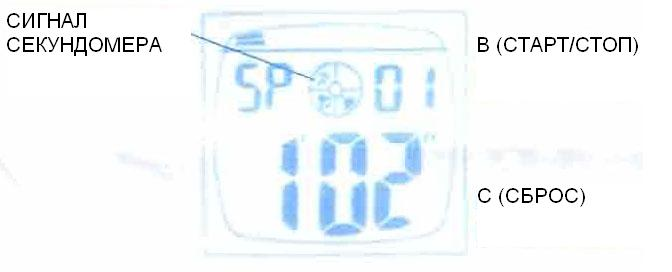 СИГНАЛ
СЕКУНДОМЕРА
В (СТАРТ/СТОП)
SP 01
102
С (СБРОС)